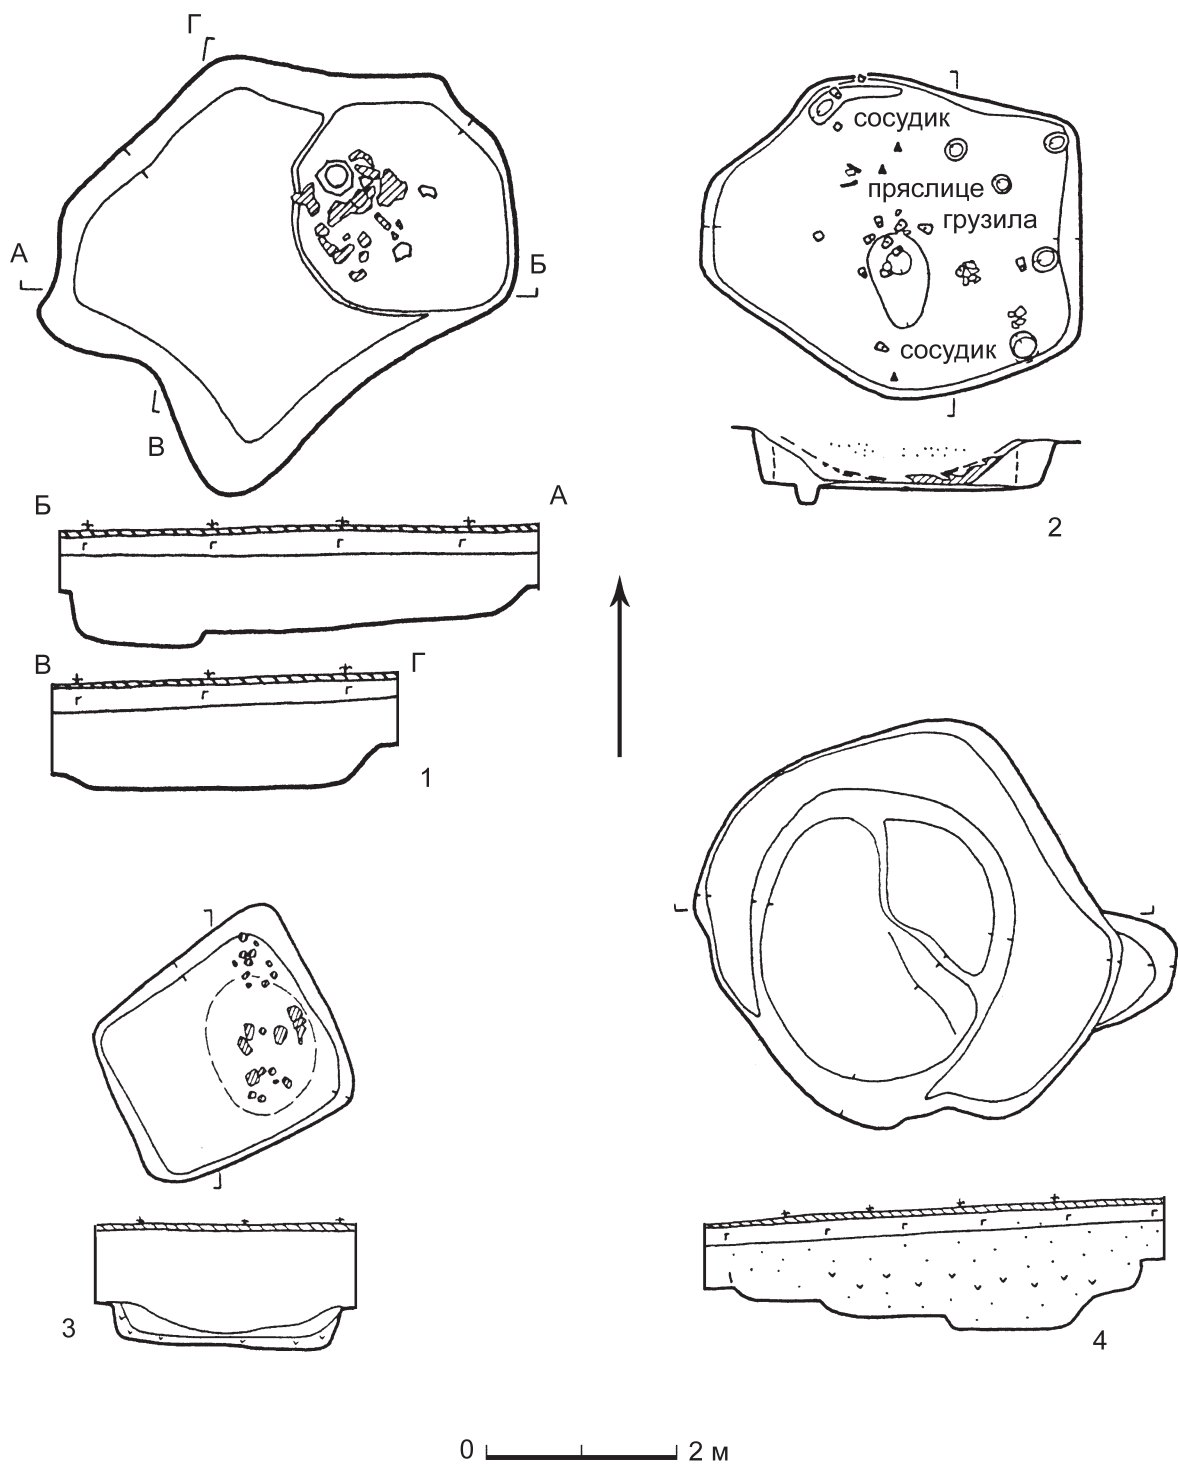 Г
г
А
Б
В
сосудик
пряслице
грузила
сосудик
2
Б
А
г г г г
В
Г
г г г
1
3
г г г г г г
4
0 2 м